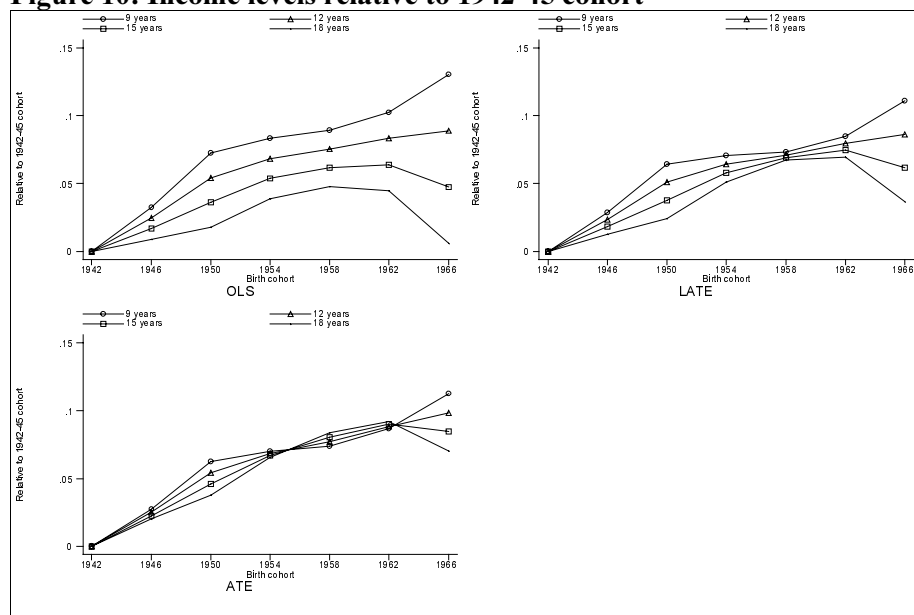 Figure 10: Income levels relative to 1942-45 cohort
9 years 12 years
15 years 18 years
.15
.1
.05
0
Relative to 1942-45 cohort
1942 1946 1950 1954 1958 1962 1966
Birth cohort
OLS
9 years 12 years
15 years 18 years
.15
.1
.05
0
Relative to 1942-45 cohort
1942 1946 1950 1954 1958 1962 1966
Birth cohort
LATE
9 years 12 years
15 years 18 years
.15
.1
.05
0
Relative to 1942-45 cohort
1942 1946 1950 1954 1958 1962 1966
Birth cohort
ATE